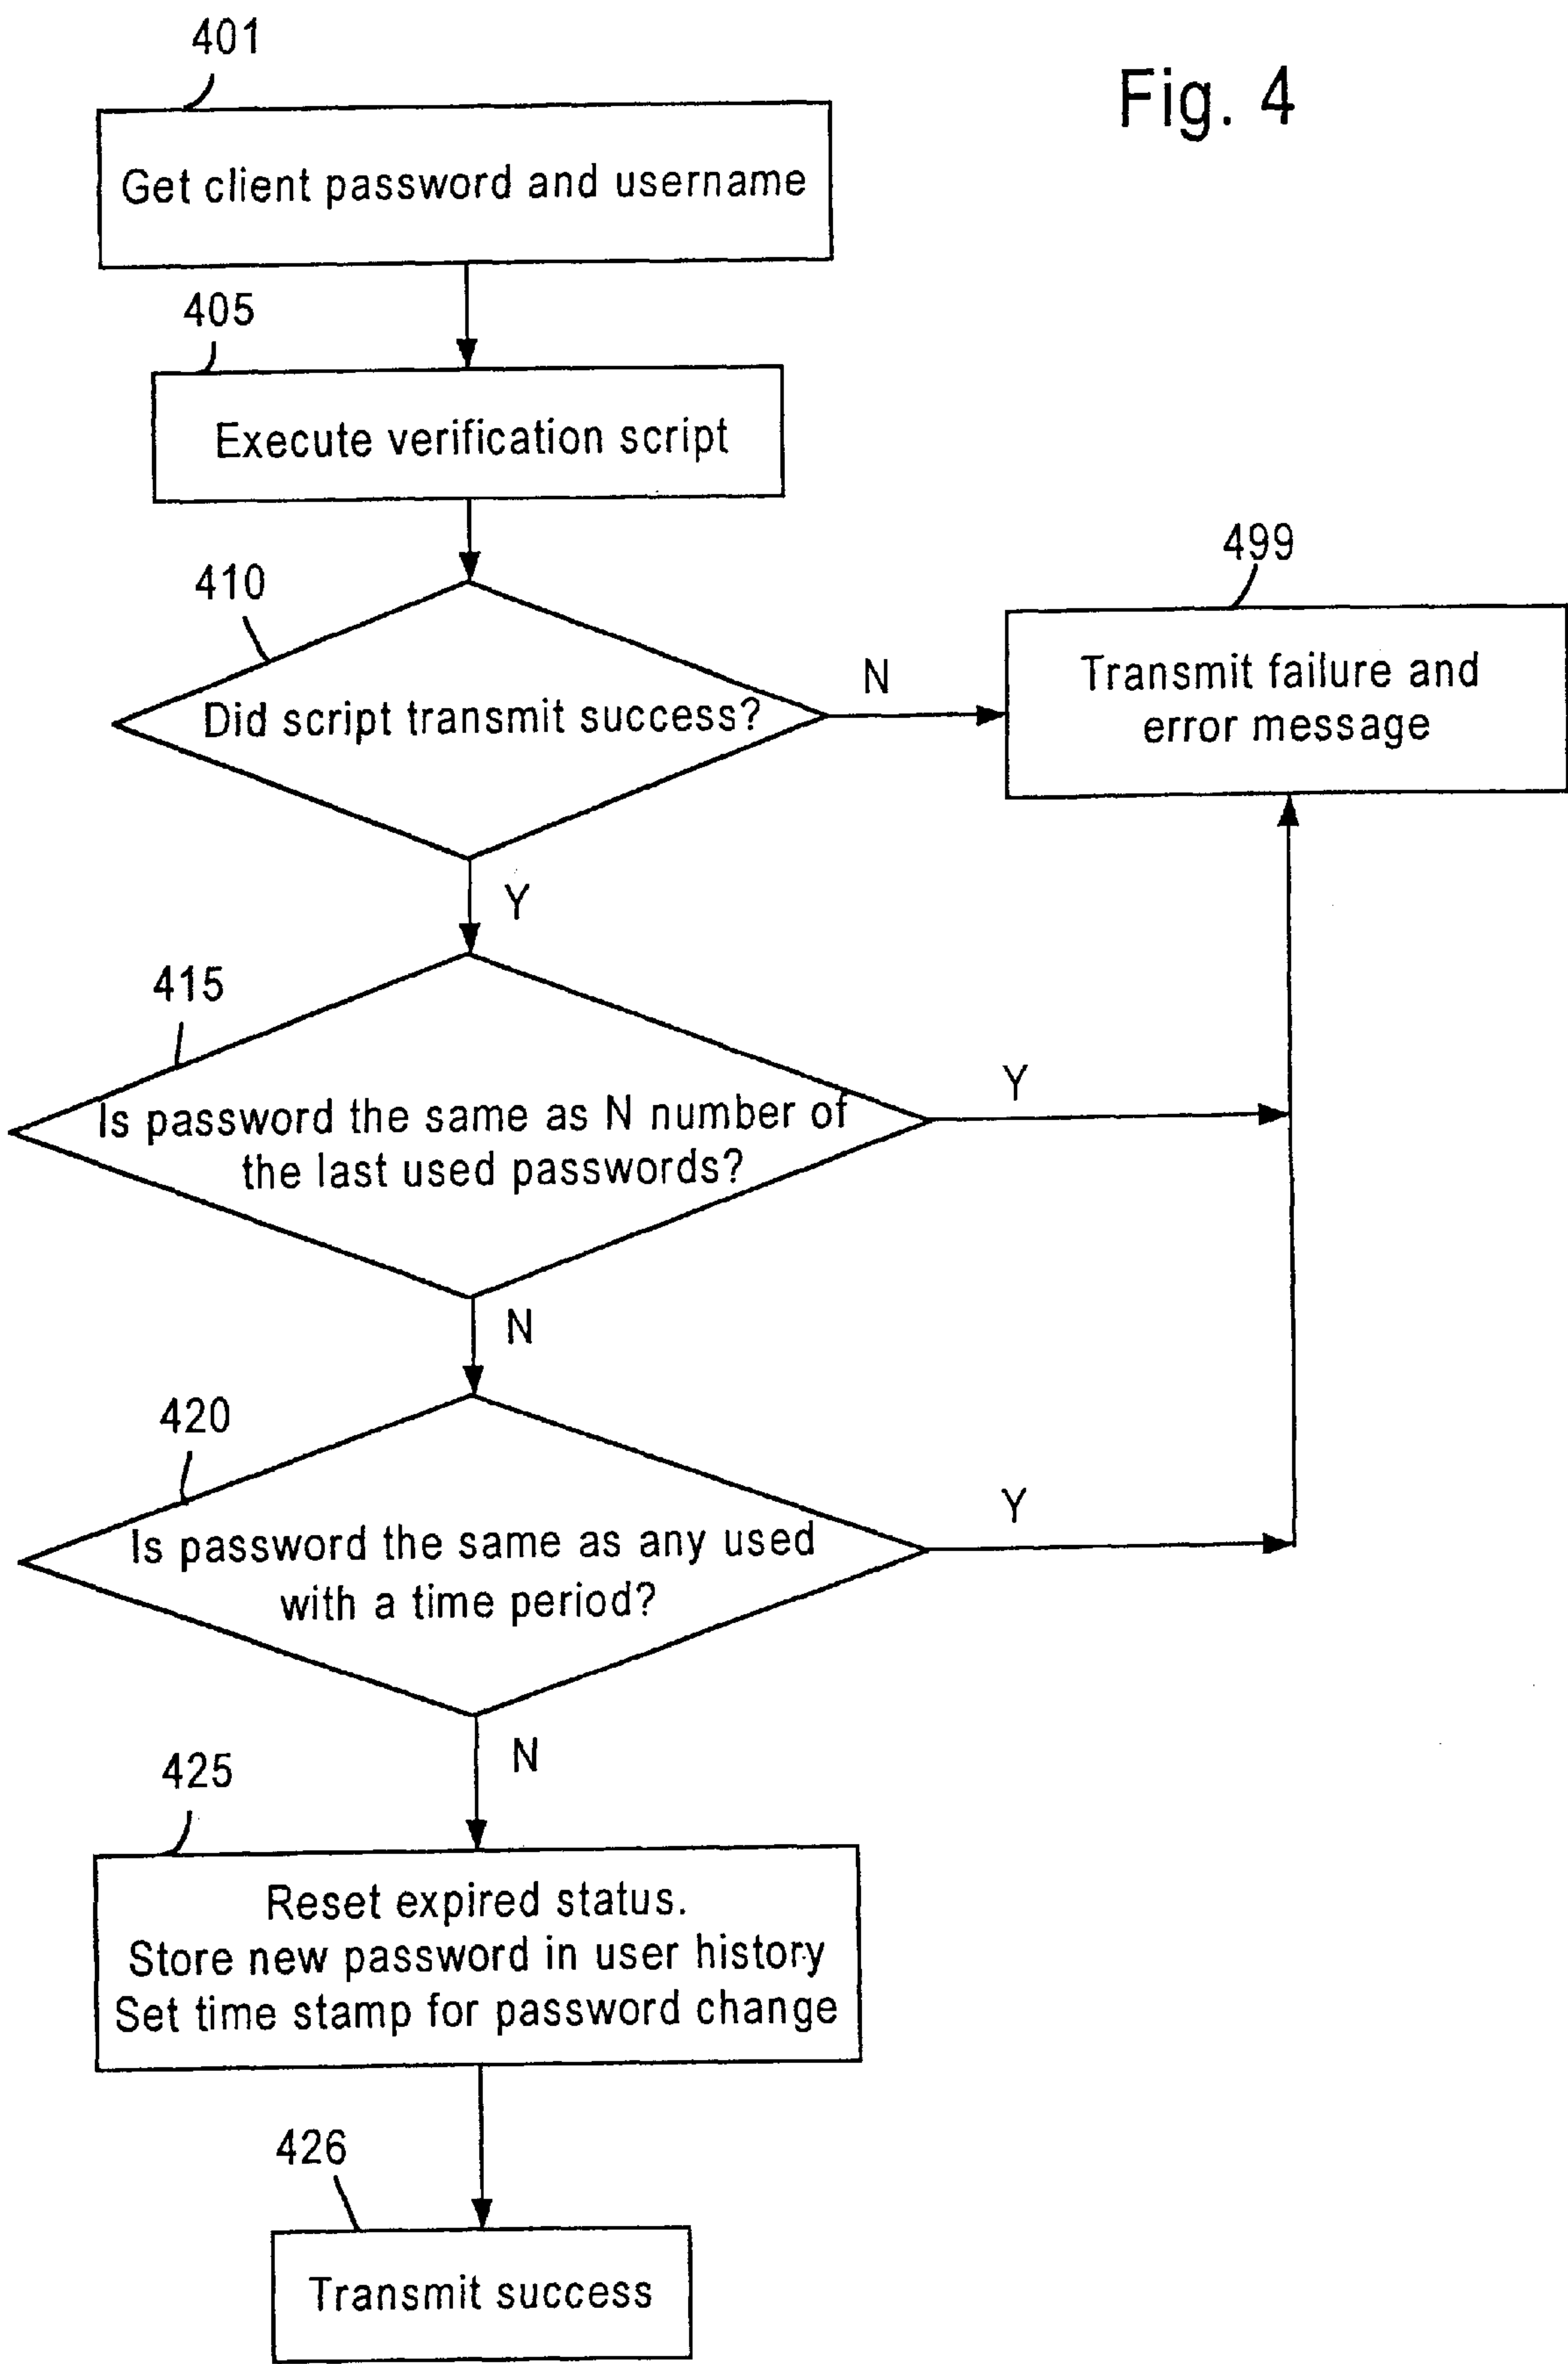 401
Fig. 4
Get client password and username
405
Execute verification script
410
499
Did script transmit success?
N
Transmit failure and
error message
Y
415
Is password the same as N number of
the last used passwords?
Y
N
420
Is password the same as any used
with a time period?
Y
N
425
Reset expired status.
Store new password in user history
Set time stamp for password change
426
Transmit success